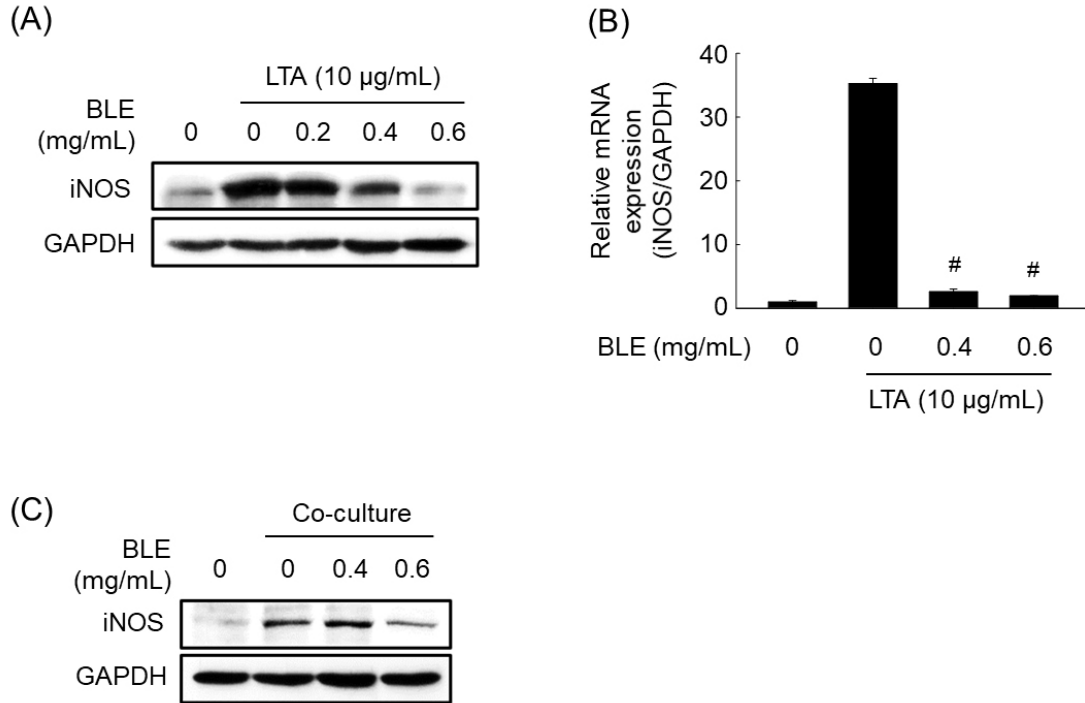 (A)
LTA (10 µg/mL)
BLE
(mg/mL)
0 0 0.2 0.4 0.6
iNOS
GAPDH
(B)
Relative mRNA
expression
(iNOS/GAPDH)
40
30
20
10
0
# #
BLE (mg/mL) 0 0 0.4 0.6
LTA (10 µg/mL)
(C)
Co-culture
BLE
(mg/mL)
0 0 0.4 0.6
iNOS
GAPDH